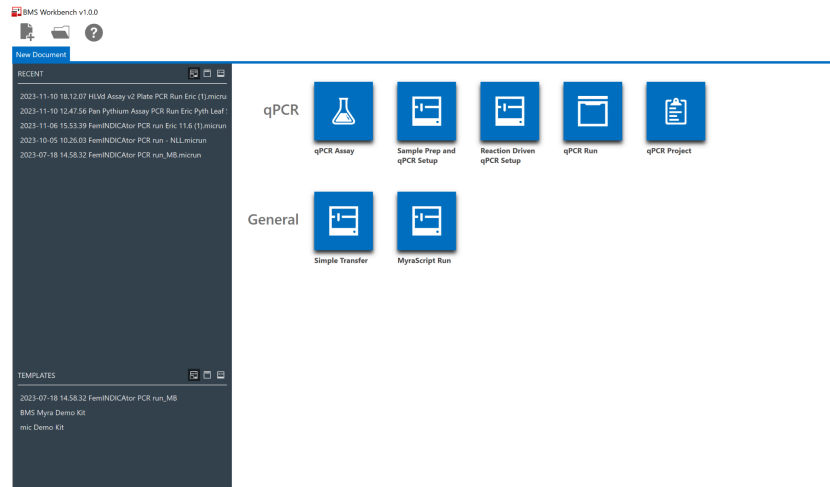 BMS Workbench v1.0.0
New Document
RECENT
2023-11-10 18.12.07 HLVd Assay v2 Plate PCR Run Eric (1).micru
2023-11-10 12.47.56 Pan Pythium Assay PCR Run Eric Pyth Leaf
2023-11-06 15.53.39 FemINDICAtor PCR run Eric 11.6 (1).micrun
2023-10-05 10.26.03 FemINDICAtor PCR run - NLL.micrun
2023-07-18 14.58.32 FemINDICAtor PCR run_MB.micrun
qPCR
qPCR Assay
Sample Prep and
qPCR Setup
Reaction Driven
qPCR Setup
qPCR Run
qPCR Project
General
Simple Transfer
MyraScript Run
TEMPLATES
2023-07-18 14.58.32 FemINDICAtor PCR run_MB
BMS Myra Demo Kit
mic Demo Kit